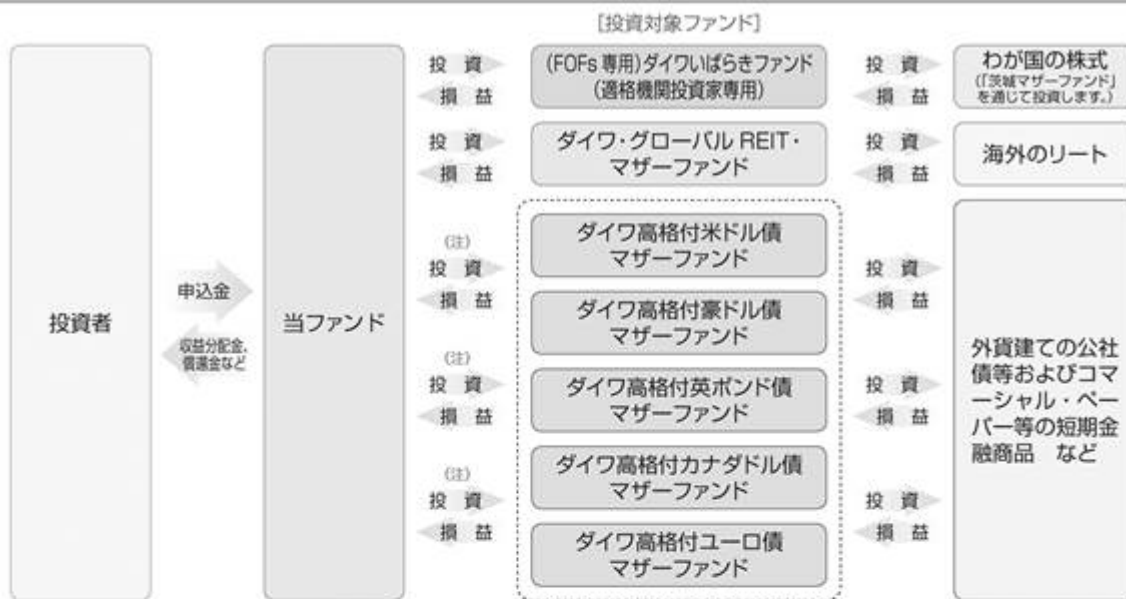 [投資対象ファンド]
投資者
申込金
収益分配金、
償還金など
当ファンド
投 資
損 益
(FOFs 専用)ダイワいばらきファンド
(適格機関投資家専用)
投 資
損 益
わが国の株式
(「茨城マザーファンド」
を通じて投資します。)
投 資
損 益
ダイワ・グローバル REIT・
マザーファンド
投 資
損 益
海外のリート
(注)
投 資
損 益
ダイワ高格付米ドル債
マザーファンド
ダイワ高格付豪ドル債
マザーファンド
投 資
損 益
(注)
投 資
損 益
ダイワ高格付英ポンド債
マザーファンド
投 資
損 益
(注)
投 資
損 益
ダイワ高格付カナダドル債
マザーファンド
ダイワ高格付ユーロ債
マザーファンド
投 資
損 益
外貨建ての公社
債等およびコマ
ーシャル・ペー
パー等の短期金
融商品 など